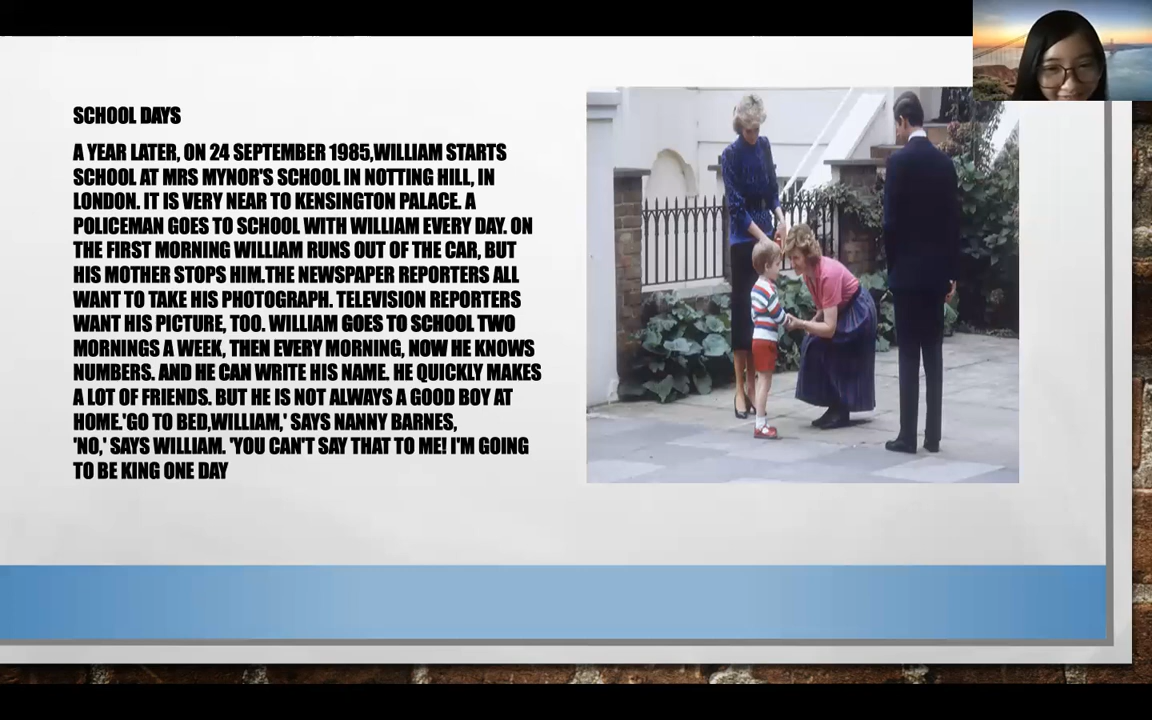 SCHOOL DAYS
A YEAR LATER, ON 24 SEPTEMBER 1985,WILLIAM STARTS
SCHOOL AT MRS MYNOR'S SCHOOL IN NOTTING HILL, IN
LONDON. IT IS VERY NEAR TO KENSINGTON PALACE. A
POLICEMAN GOES TO SCHOOL WITH WILLIAM EVERY DAY. ON
THE FIRST MORNING WILLIAM RUNS OUT OF THE CAR, BUT
HIS MOTHER STOPS HIM.THE NEWSPAPER REPORTERS ALL
WANT TO TAKE HIS PHOTOGRAPH. TELEVISION REPORTERS
WANT HIS PICTURE, TOO. WILLIAM GOES TO SCHOOL TWO
MORNINGS A WEEK, THEN EVERY MORNING, NOW HE KNOWS
NUMBERS. AND HE CAN WRITE HIS NAME. HE QUICKLY MAKES
A LOT OF FRIENDS. BUT HE IS NOT ALWAYS A GOOD BOY AT
HOME.'GO TO BED,WILLIAM,' SAYS NANNY BARNES,
'NO,' SAYS WILLIAM. 'YOU CAN'T SAY THAT TO ME! I'M GOING
TO BE KING ONE DAY